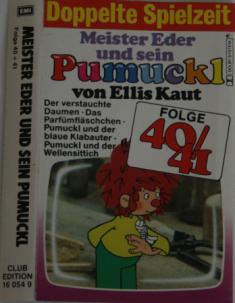 Doppelte Spielzeit
Meister Eder
und sein
Pumuckl
von Ellis Kaut
Der verstauchte
Daumen · Das
Parfümfläschchen ·
Pumuckl und der
blaue Klabauter ·
Pumuckl und der
Wellensittich
FOLGE
40/
41
EMI
Folge 40 + 41
MEISTER EDER UND SEIN PUMUCKL
CLUB
EDITION
16 054 9